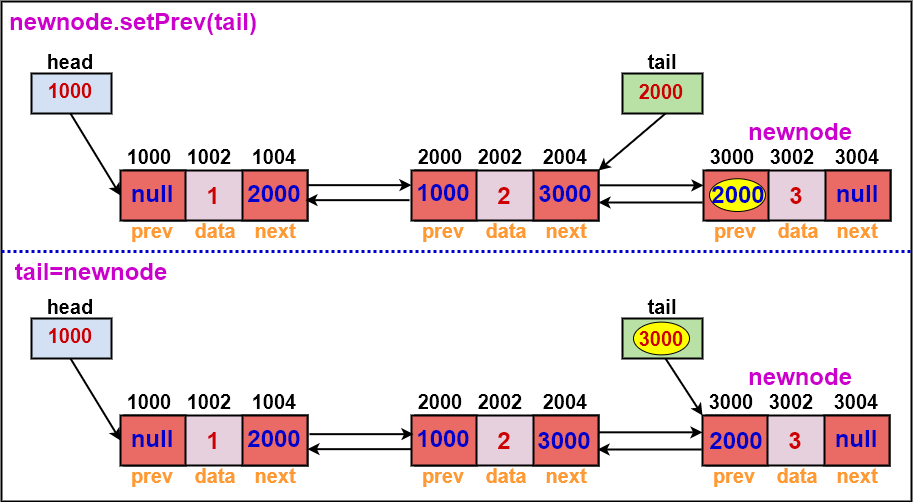 newnode.setPrev(tail)
head
tail
1000
2000
newnode
1000 1002 1004
2000 2002 2004
3000 3002 3004
null 1 2000
1000 2 3000
2000 3 null
prev data next
prev data next
prev data next
tail=newnode
head
tail
1000
3000
newnode
1000 1002 1004
2000 2002 2004
3000 3002 3004
null 1 2000
1000 2 3000
2000 3 null
prev data next
prev data next
prev data next